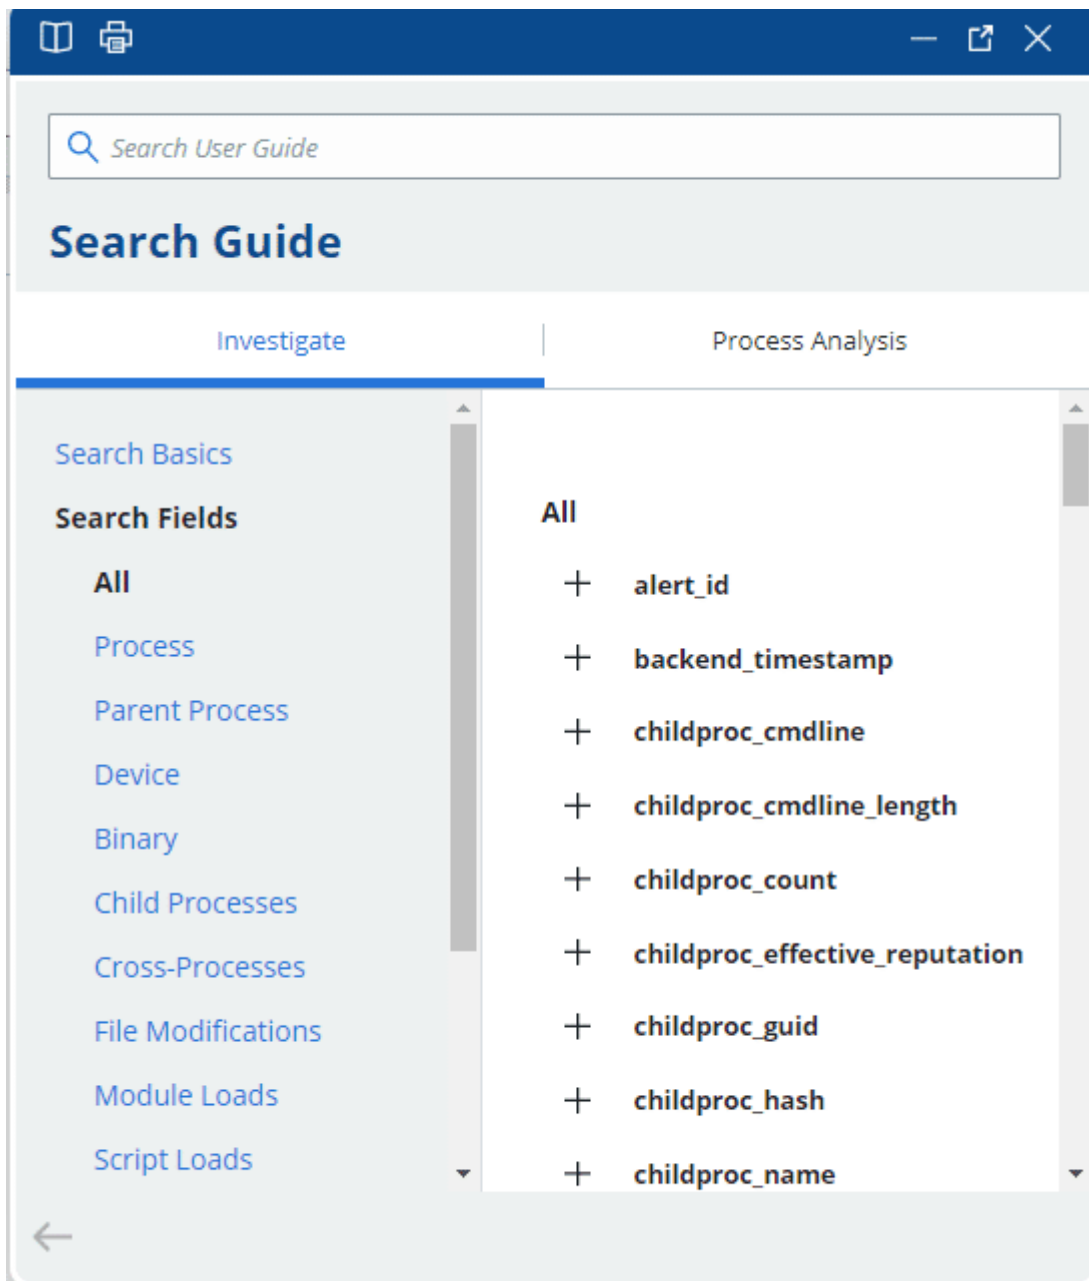 Search User Guide
Search Guide
Investigate
Process Analysis
Search Basics
Search Fields
All
Process
Parent Process
Device
Binary
Child Processes
Cross-Processes
File Modifications
Module Loads
Script Loads
All
alert_id
backend_timestamp
childproc_cmdline
childproc_cmdline_length
childproc_count
childproc_effective_reputation
childproc_guid
childproc_hash
childproc_name